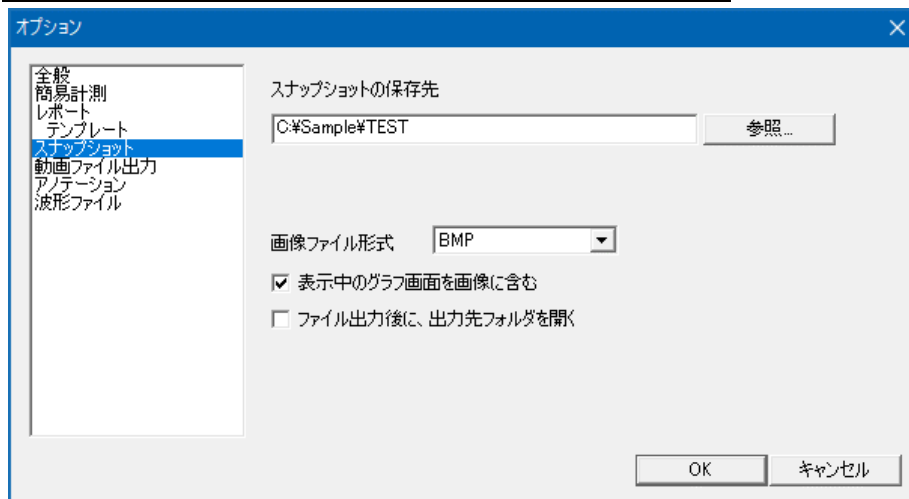 オプション
全般
簡易計測
レポート
テンプレート
スナップショット
動画ファイル出力
アノテーション
波形ファイル
スナップショットの保存先
C:¥Sample¥TEST
参照...
画像ファイル形式
BMP
表示中のグラフ画面を画像に含む
ファイル出力後に、出力先フォルダを開く
OK
キャンセル